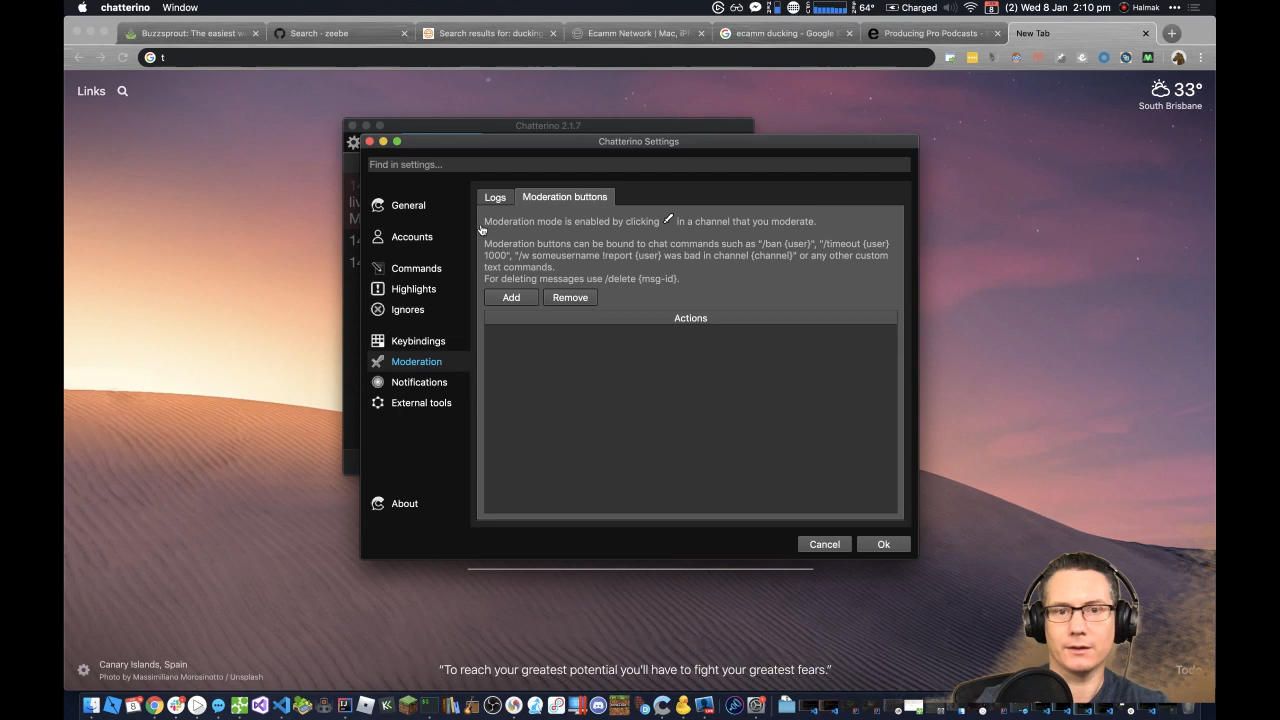 chatterino Window
64° Charged (2) Wed 8 Jan 2:10 pm Halmak
Buzzsprout: The easiest w
Search - zeebe
Search results for: ducking
Ecamm Network | Mac, iP
ecamm ducking - Google
Producing Pro Podcasts -
New Tab
t
Links
33°
South Brisbane
Chatterino 2.1.7
Chatterino Settings
Find in settings...
General
Accounts
Commands
Highlights
Ignores
Keybindings
Moderation
Notifications
External tools
About
Logs
Moderation buttons
Moderation mode is enabled by clicking in a channel that you moderate.
Moderation buttons can be bound to chat commands such as "/ban {user}", "/timeout {user}
1000", "/w someusername !report {user} was bad in channel {channel}" or any other custom
text commands.
For deleting messages use /delete {msg-id}.
Add
Remove
Actions
Cancel
Ok
Canary Islands, Spain
Photo by Massimiliano Morosinotto / Unsplash
“To reach your greatest potential you'll have to fight your greatest fears.”
Todo